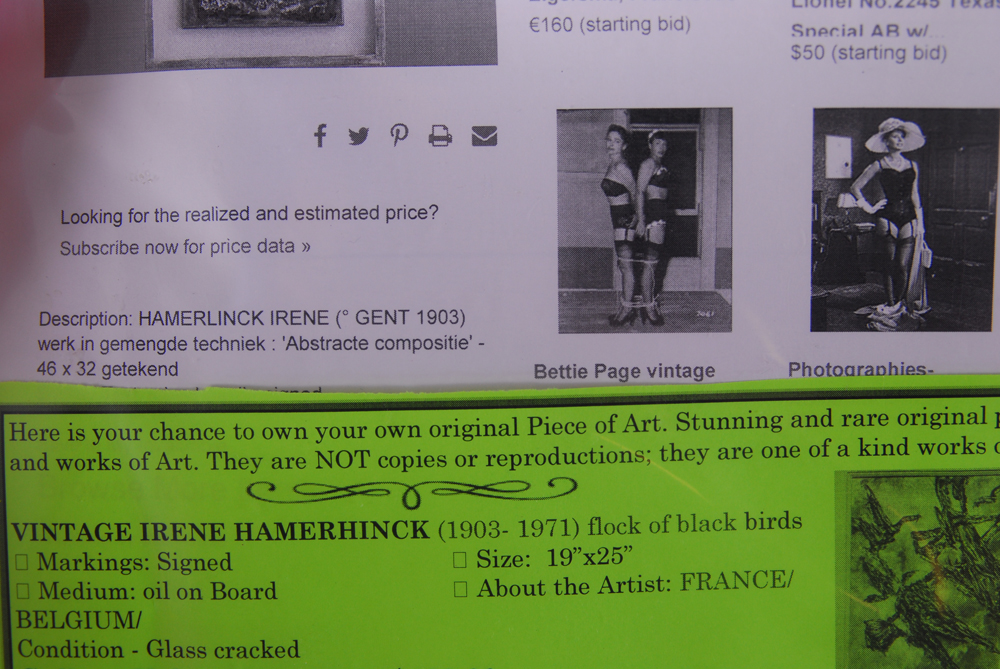 €160 (starting bid)
Lionel No.2245 Texas
Special AB w/...
$50 (starting bid)
Looking for the realized and estimated price?
Subscribe now for price data »
Description: HAMERLINCK IRENE (° GENT 1903)
werk in gemengde techniek : 'Abstracte compositie' -
46 x 32 getekend
Bettie Page vintage
Photographies-
Here is your chance to own your own original Piece of Art. Stunning and rare original
and works of Art. They are NOT copies or reproductions; they are one of a kind works
VINTAGE IRENE HAMERHINCK (1903- 1971) flock of black birds
Markings: Signed
Size: 19”x25”
Medium: oil on Board
About the Artist: FRANCE/
BELGIUM/
Condition - Glass cracked